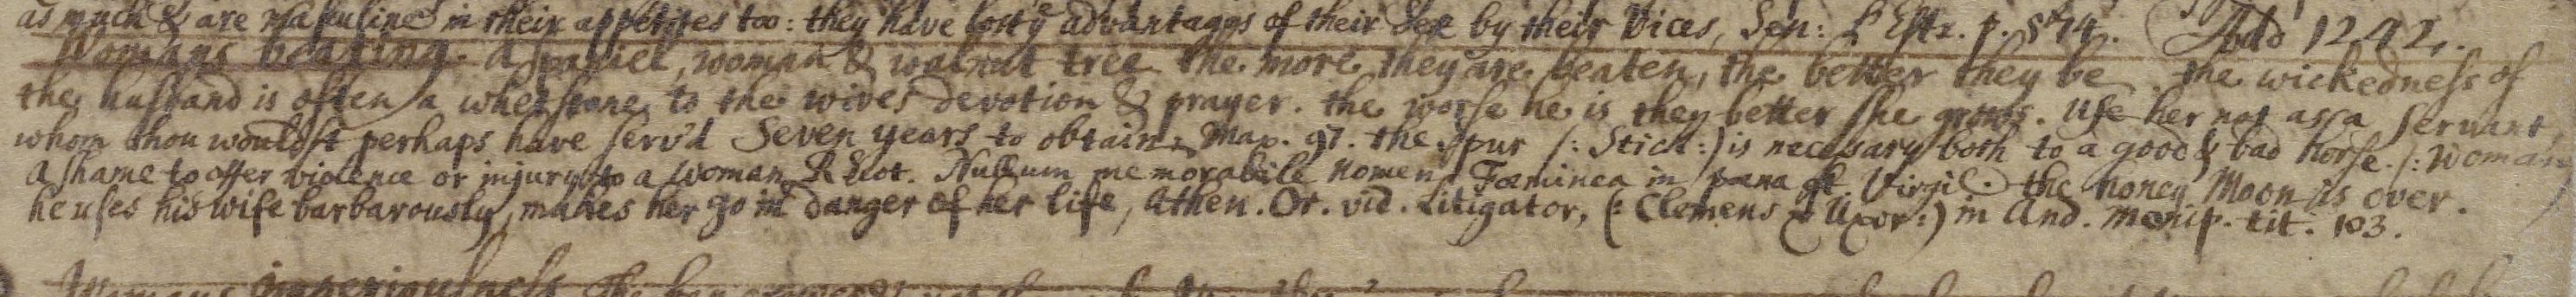 as much & are masculine in their appetites too: they have lost yᵉ advantages of their Sex by their Vices, Sen: L'Estr. p. 874. Add 1242.
Womans beating. a Spaniel, woman & walnut tree the more they are beaten, the better they be. the wickedness of
the husband is often a whetstone to the wives devotion & prayer. the worse he is they better she grows. Use her not as a Servant,
whom thou wouldst perhaps have serv'd Seven years to obtain. Map. 97. the spur /: Stick :/ is necessary both to a good & bad horse. /: Woman
a shame to offer violence or injury to a Woman Nullum memorabile nomen Fœminea in pœna est. Virgil. the honey Moon is over.
he uses his wife barbarously, makes her go in danger of her life, Athen. Or. vid. Litigator, (: Clemens & Uxor :) in And. Menip. tit. 103.
Womans imperiousness. The